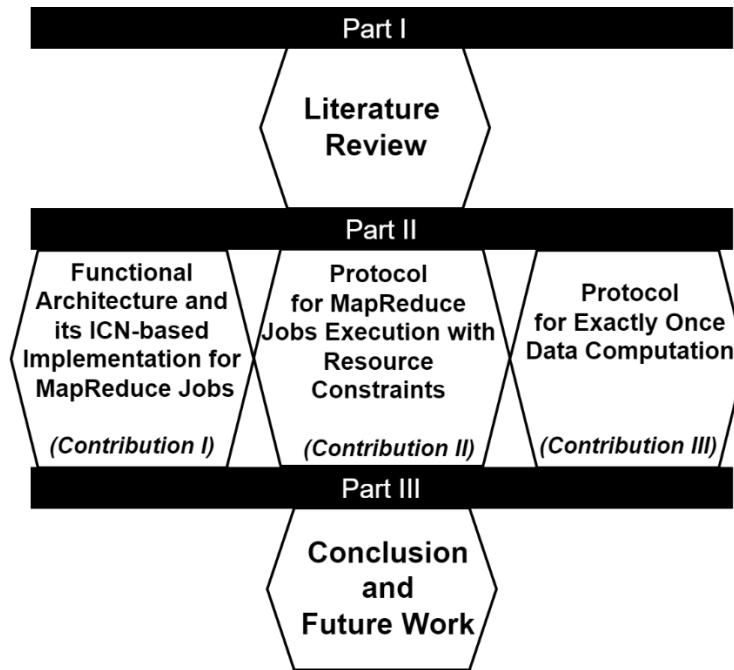 Part I
Literature
Review
Part II
Functional
Architecture and
its ICN-based
Implementation for
MapReduce Jobs
(Contribution I)
Protocol
for MapReduce
Jobs Execution with
Resource
Constraints
(Contribution II)
Protocol
for Exactly Once
Data Computation
(Contribution III)
Part III
Conclusion
and
Future Work